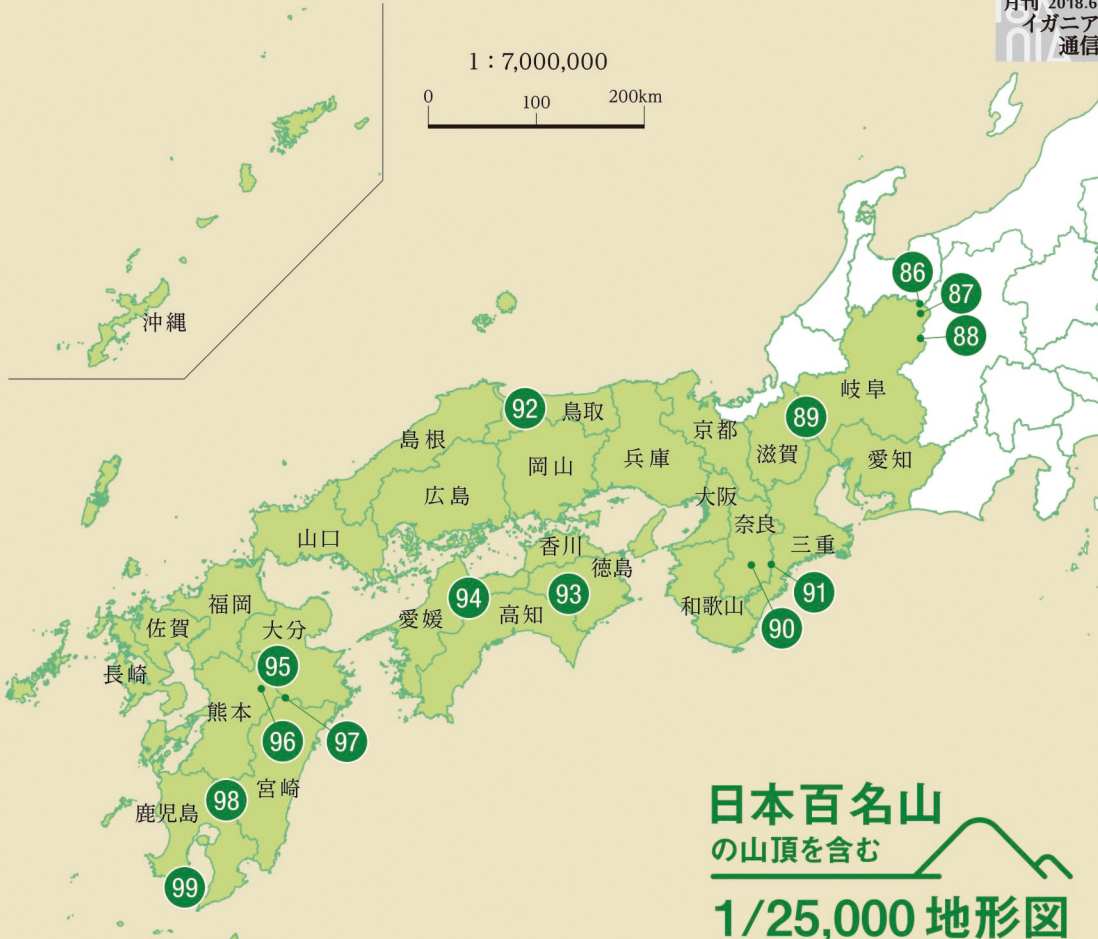 月刊 2018.6
イガニア
通信
1：7,000,000
0 100 200km
沖縄
86
87
88
岐阜
89
92
鳥取
島根
京都
滋賀
愛知
兵庫
岡山
広島
大阪
奈良
三重
山口
香川
徳島
93
94
愛媛
高知
和歌山
91
90
福岡
佐賀
大分
長崎
95
熊本
96
97
宮崎
98
鹿児島
99
日本百名山
の山頂を含む
1/25,000 地形図